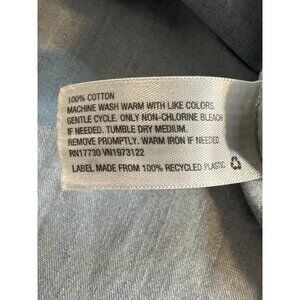 100% COTTON
MACHINE WASH WARM WITH LIKE COLORS.
GENTLE CYCLE. ONLY NON-CHLORINE BLEACH
IF NEEDED. TUMBLE DRY MEDIUM.
REMOVE PROMPTLY. WARM IRON IF NEEDED.
RN17730 VN1973122
LABEL MADE FROM 100% RECYCLED PLASTIC